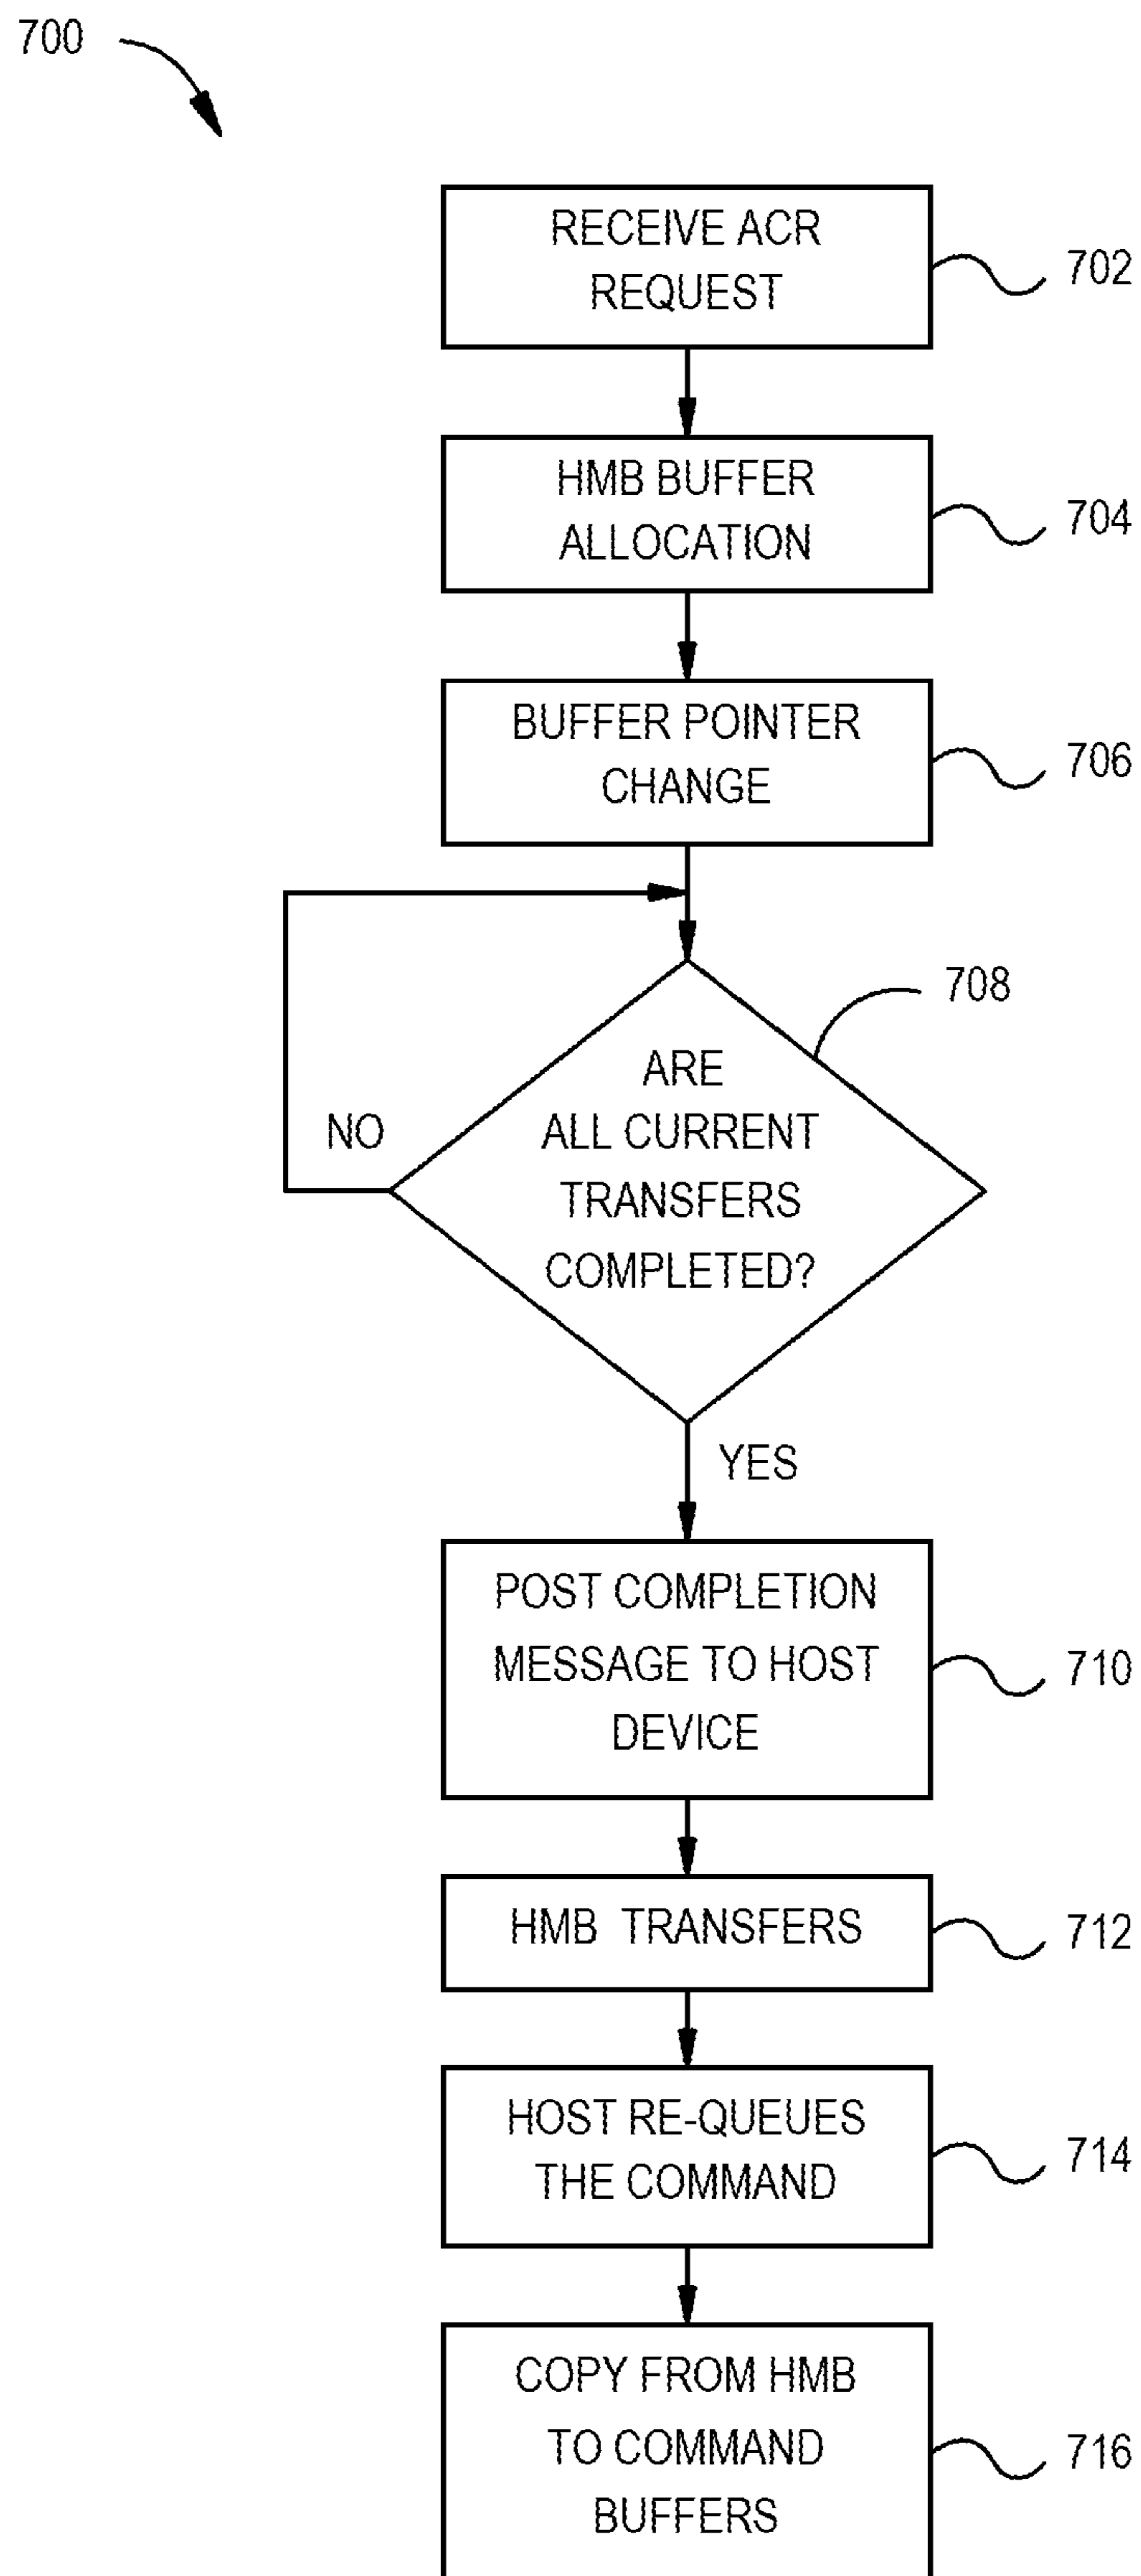 700
RECEIVE ACR
REQUEST
702
HMB BUFFER
ALLOCATION
704
BUFFER POINTER
CHANGE
706
708
ARE
ALL CURRENT
TRANSFERS
COMPLETED?
NO
YES
POST COMPLETION
MESSAGE TO HOST
DEVICE
710
HMB TRANSFERS
712
HOST RE-QUEUES
THE COMMAND
714
COPY FROM HMB
TO COMMAND
BUFFERS
716